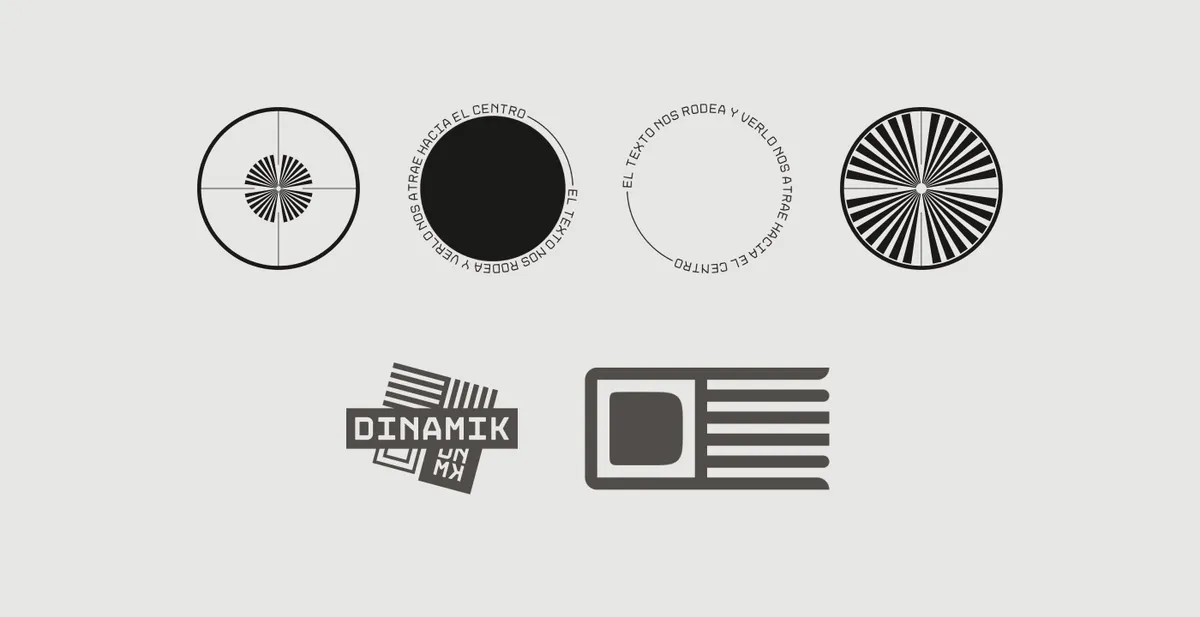 EL TEXTO NOS RODEA Y VERLO NOS ATRAE HACIA EL CENTRO
EL TEXTO NOS RODEA Y VERLO NOS ATRAE HACIA EL CENTRO
DINAMIK
DN
MK